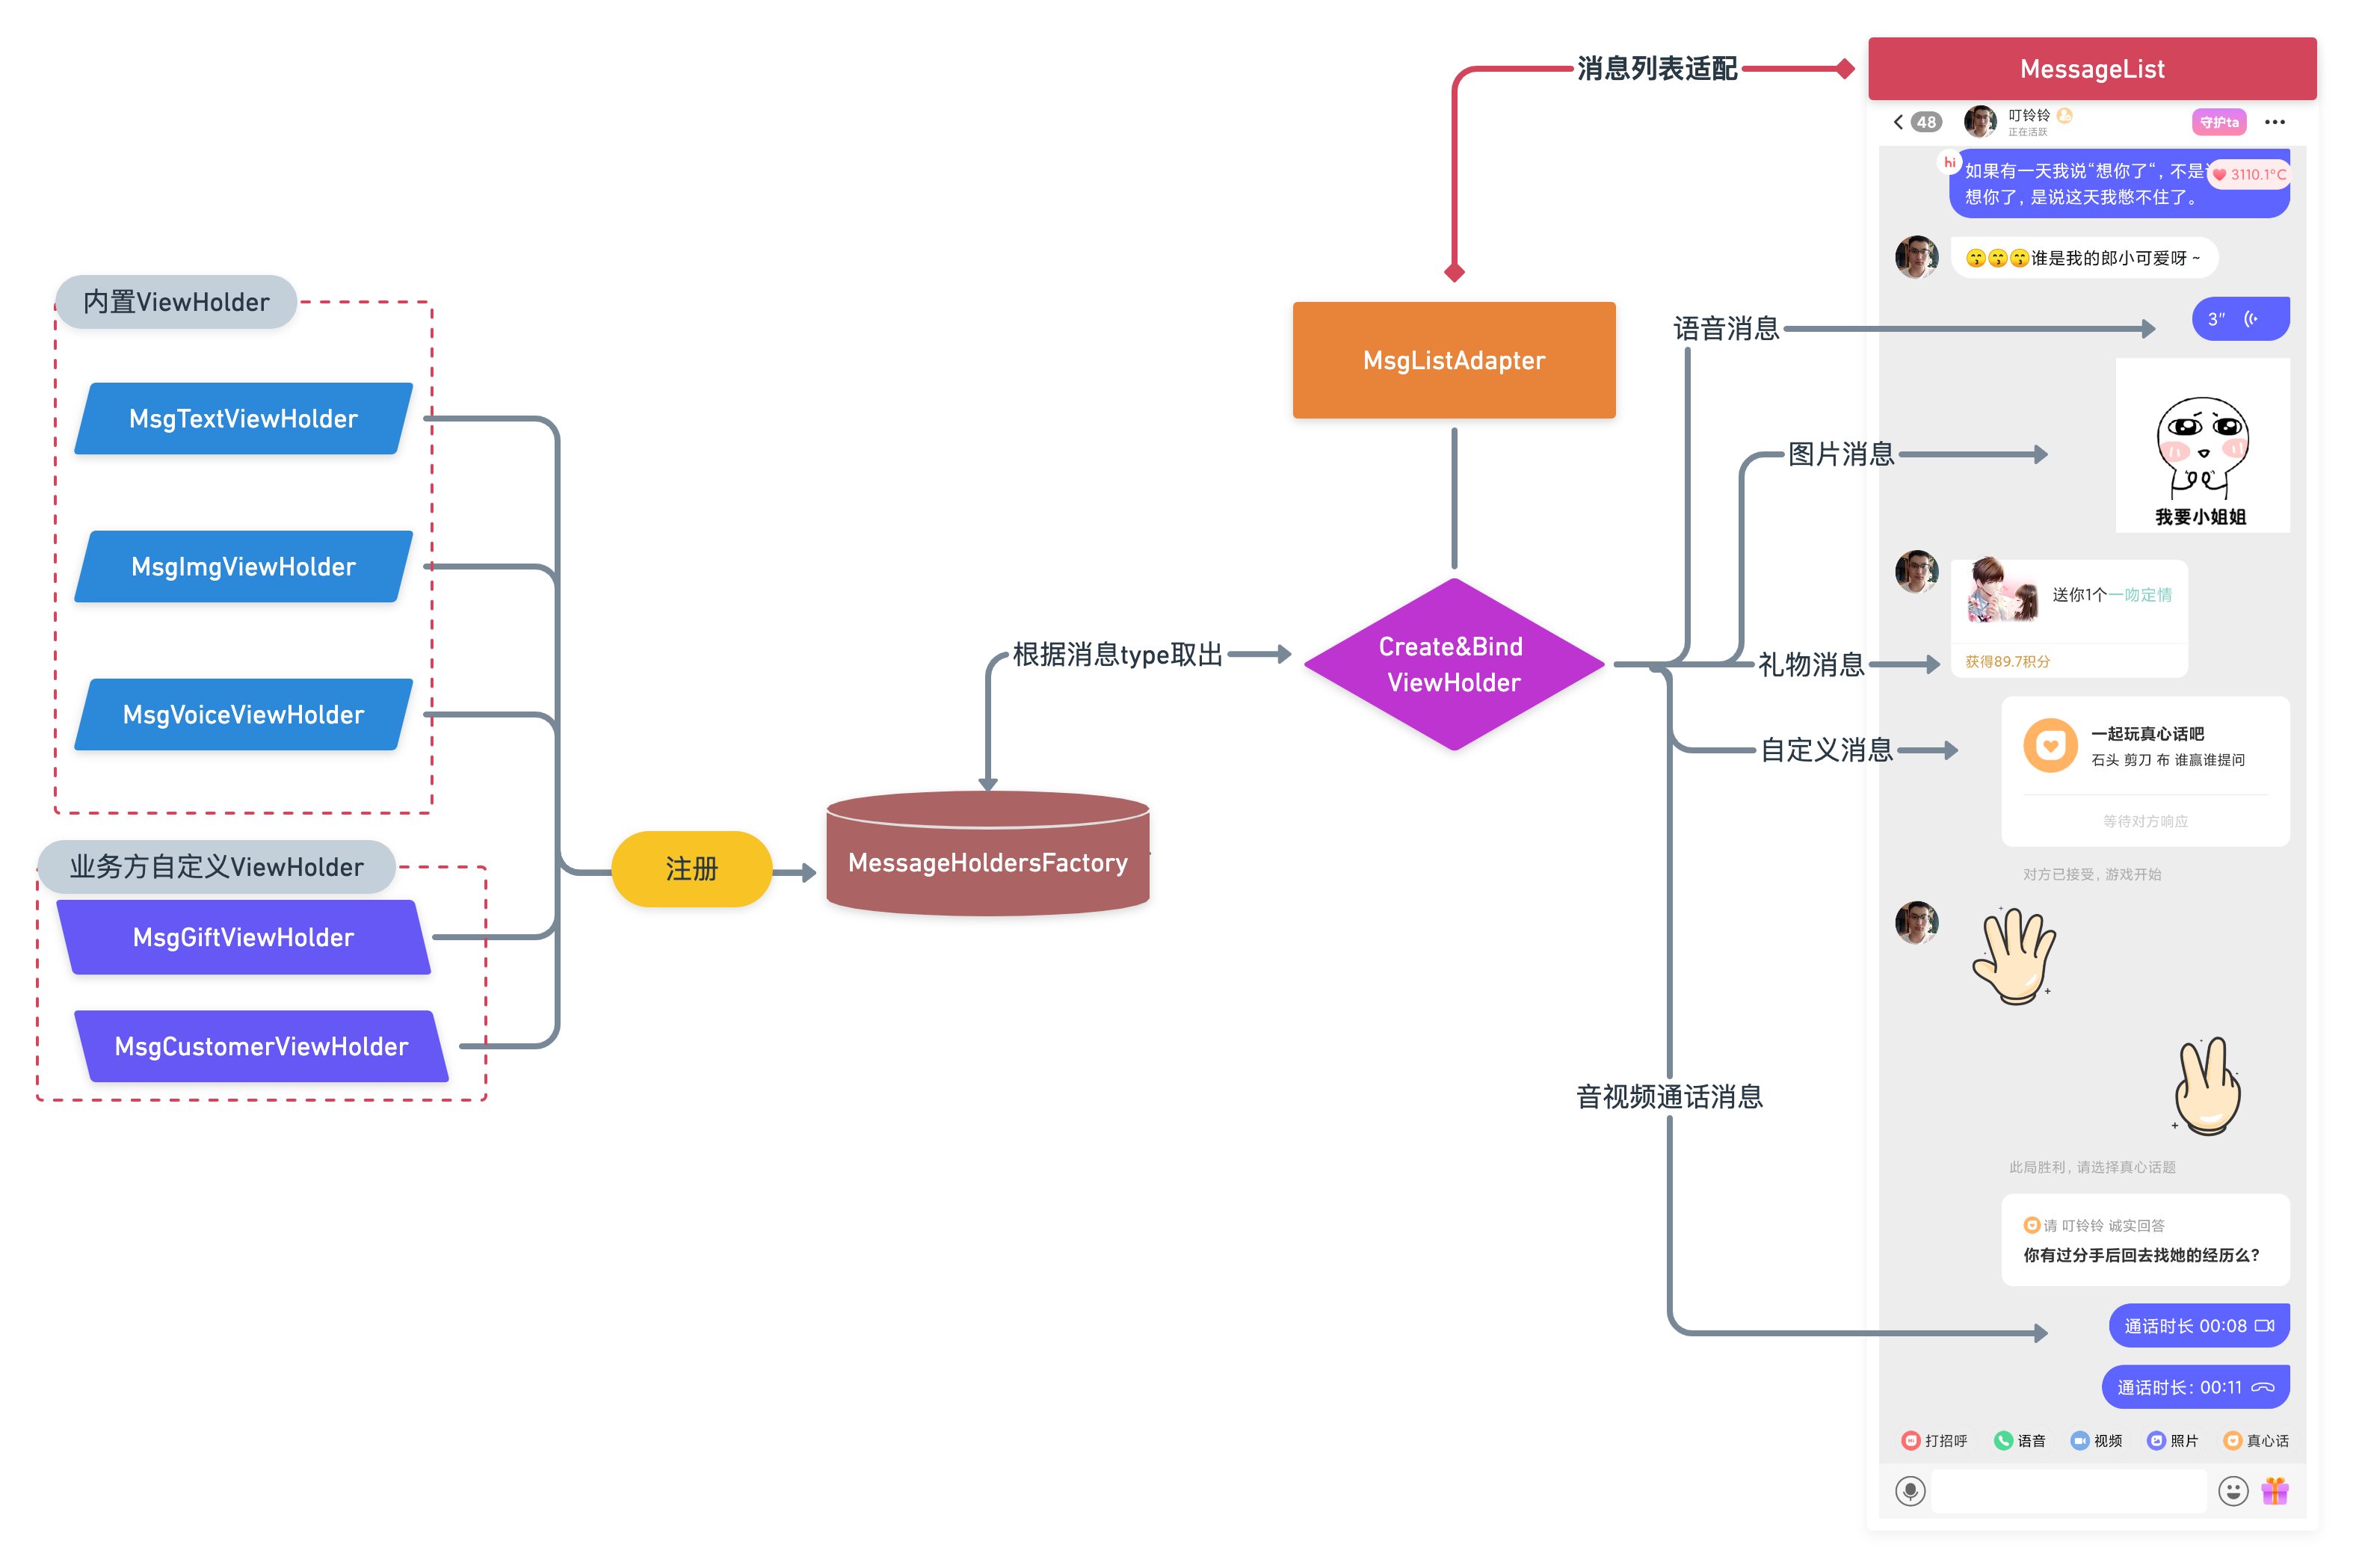 内置ViewHolder
MsgTextViewHolder
MsgImgViewHolder
MsgVoiceViewHolder
业务方自定义ViewHolder
MsgGiftViewHolder
MsgCustomerViewHolder
注册
MessageHoldersFactory
根据消息type取出
消息列表适配
MsgListAdapter
Create&Bind
ViewHolder
语音消息
图片消息
礼物消息
自定义消息
音视频通话消息
MessageList
48
叮铃铃
正在活跃
守护ta
hi
如果有一天我说“想你了“，不是
3110.1°C
想你了，是说这天我憋不住了。
谁是我的郎小可爱呀～
3"
我要小姐姐
送你1个一吻定情
获得89.7积分
一起玩真心话吧
石头 剪刀 布 谁赢谁提问
等待对方响应
对方已接受，游戏开始
此局胜利，请选择真心话题
请 叮铃铃 诚实回答
你有过分手后回去找她的经历么？
通话时长 00:08
通话时长：00:11
打招呼 语音 视频 照片 真心话